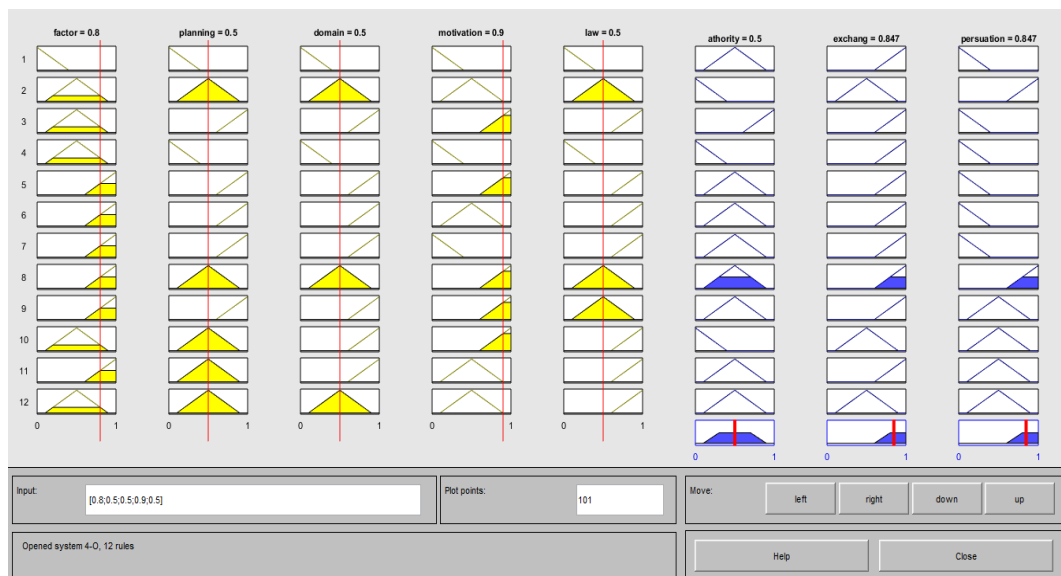 factor = 0.8 planning = 0.5 domain = 0.5 motivation = 0.9 law = 0.5 athority = 0.5 exchang = 0.847 persuation = 0.847
1
2
3
4
5
6
7
8
9
10
11
12
0 1 0 1 0 1 0 1 0 1
0 1 0 1 0 1
Input: [0.8;0.5;0.5;0.9;0.5] Plot points: 101 Move: left right down up
Opened system 4-O, 12 rules Help Close